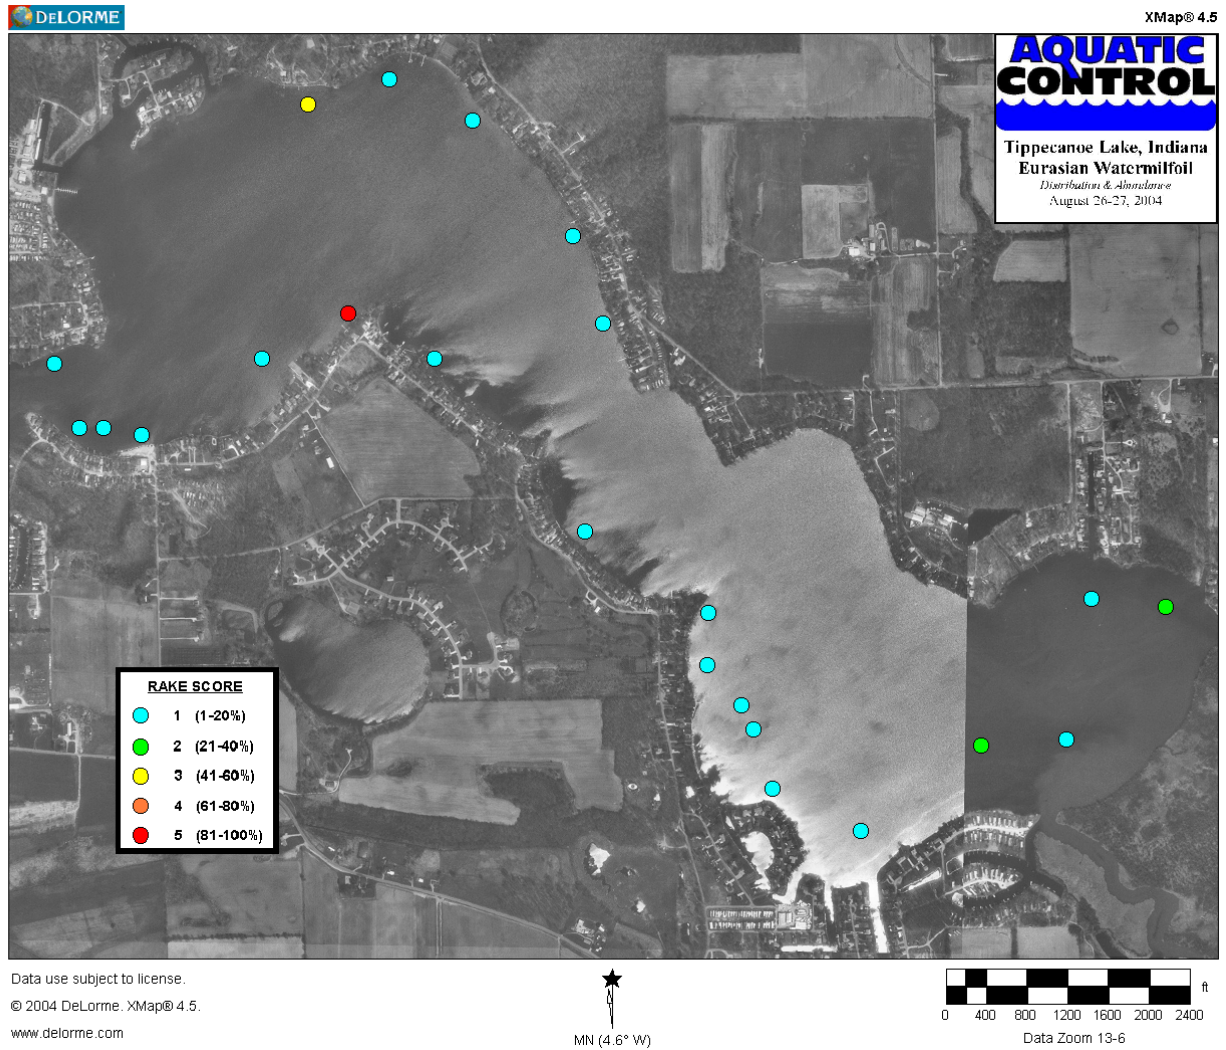 DELORME
XMap® 4.5
AQUATIC
CONTROL
Tippecanoe Lake, Indiana
Eurasian Watermilfoil
Distribution & Abundance
August 26-27, 2004
RAKE SCORE
1 (1-20%)
2 (21-40%)
3 (41-60%)
4 (61-80%)
5 (81-100%)
Data use subject to license.
© 2004 DeLorme. XMap® 4.5.
www.delorme.com
MN (4.6° W)
ft
0 400 800 1200 1600 2000 2400
Data Zoom 13-6